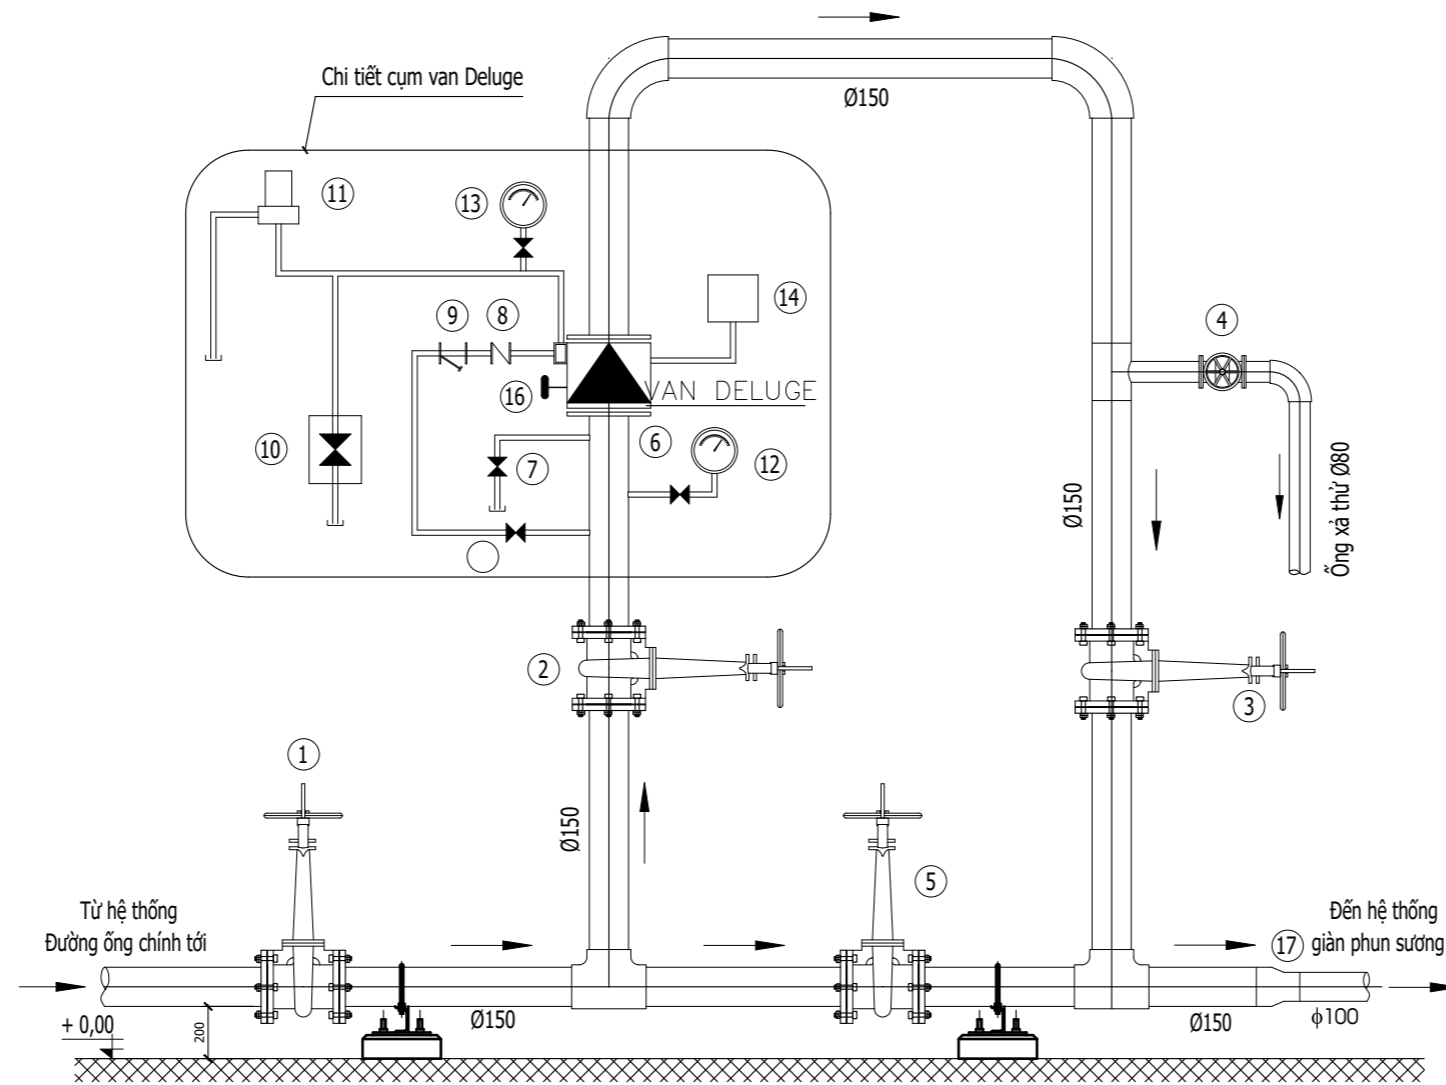 Ø150
Chi tiết cụm van Deluge
11
13
14
9
8
4
16
VAN DELUGE
10
7
6
12
Ø150
Ống xả thử Ø80
2
3
1
Ø150
5
Từ hệ thống
Đường ống chính tới
Đến hệ thống
17 giàn phun sương
+ 0,00
200
Ø150
Ø150
ϕ100